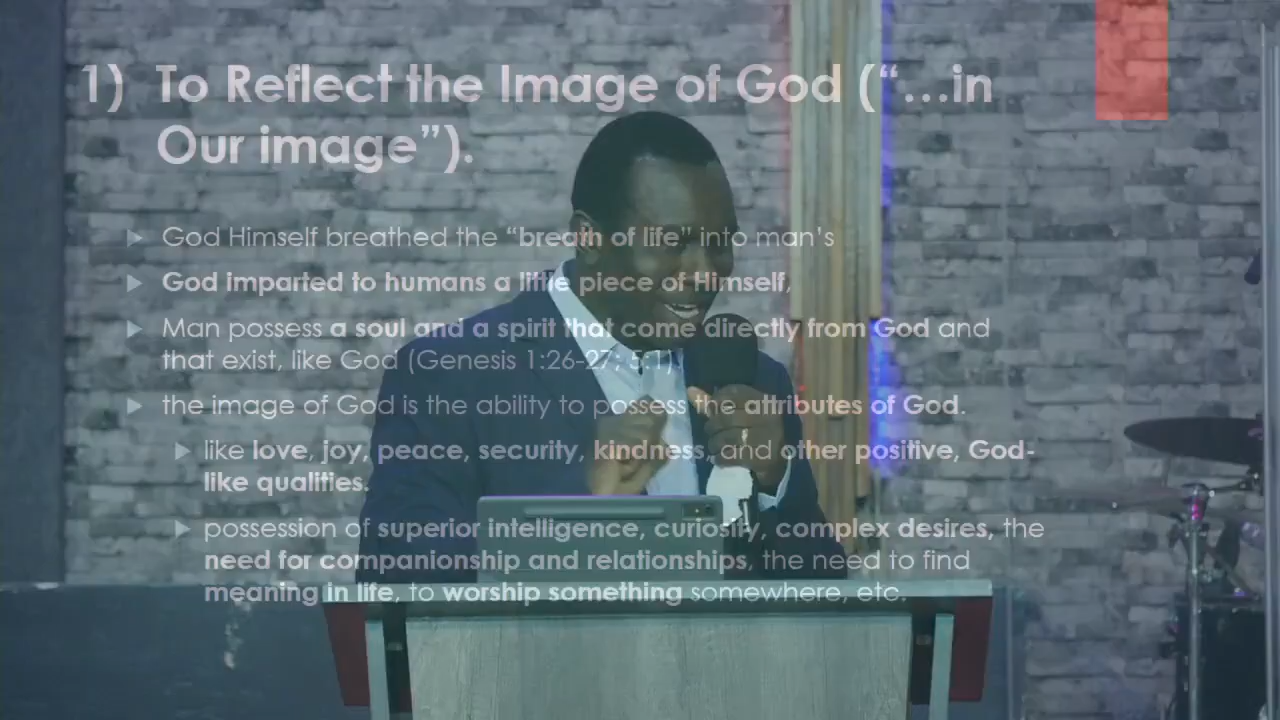 1) To Reflect the Image of God (“...in
Our image”).
God Himself breathed the “breath of life” into man’s
God imparted to humans a little piece of Himself,
Man possess a soul and a spirit that come directly from God and
that exist, like God (Genesis 1:26-27; 5:1)
the image of God is the ability to possess the attributes of God.
like love, joy, peace, security, kindness, and other positive, God-
like qualities.
possession of superior intelligence, curiosity, complex desires, the
need for companionship and relationships, the need to find
meaning in life, to worship something somewhere, etc.